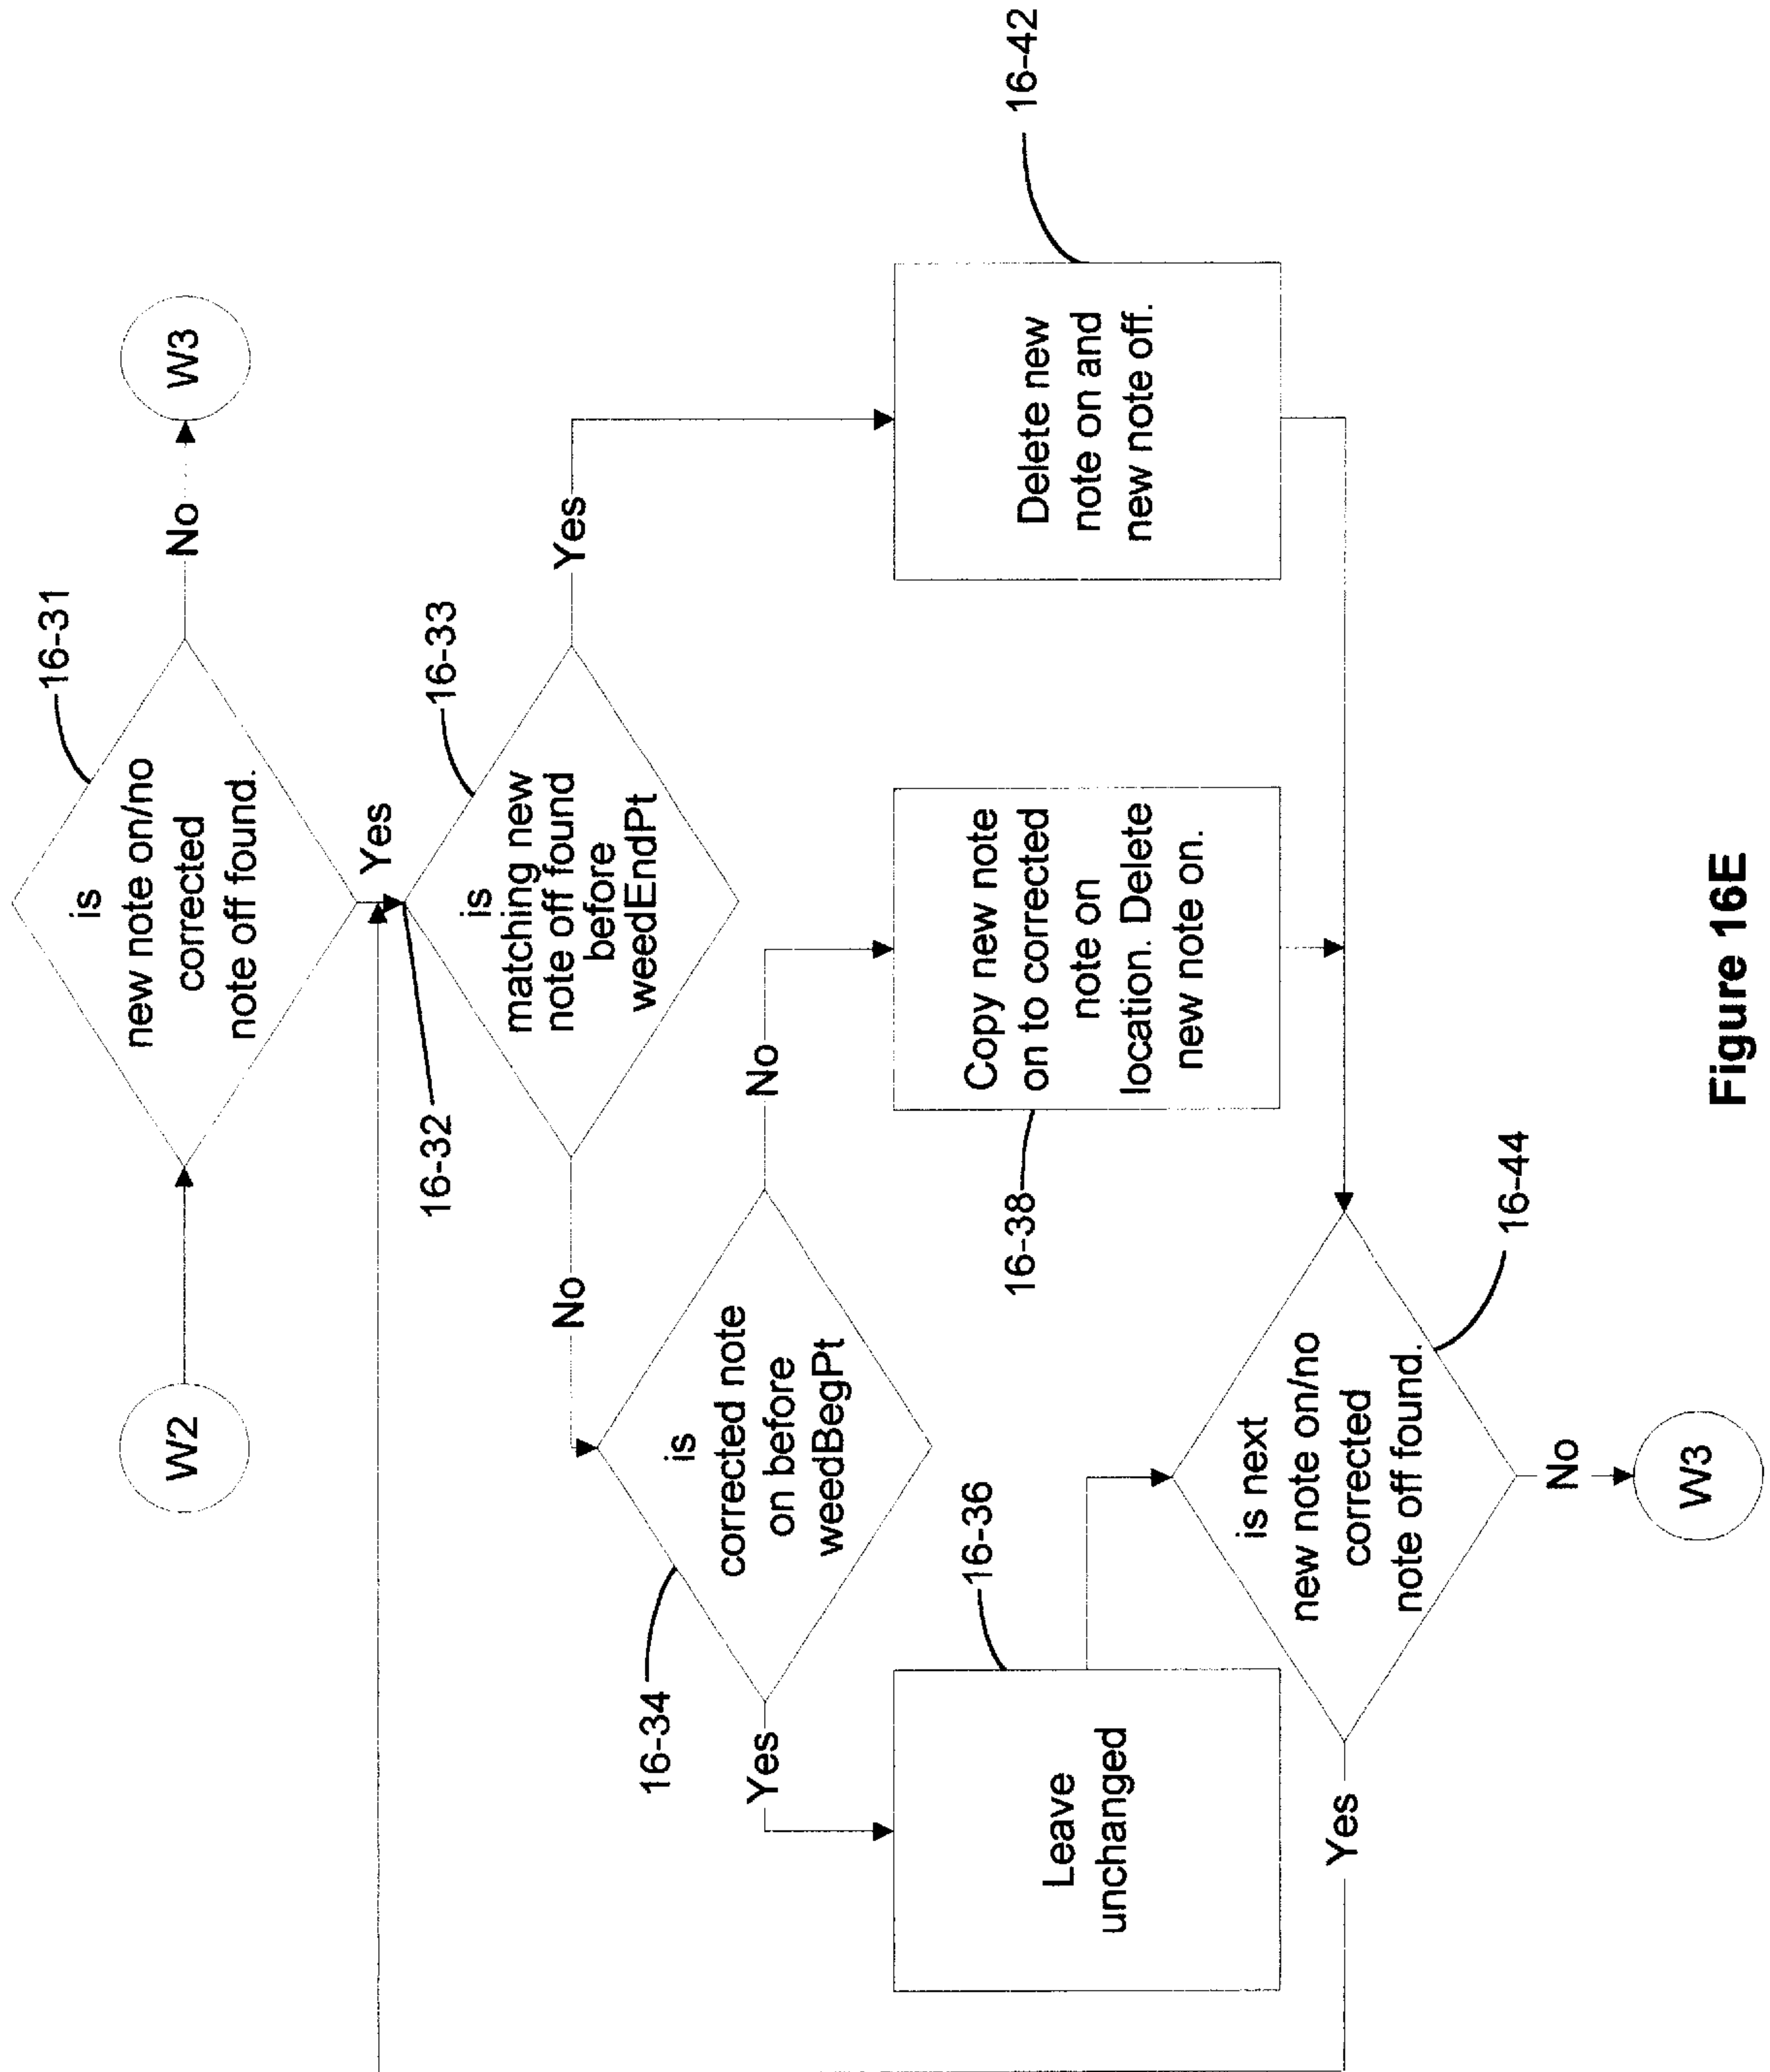 W2
is
new note on/no
corrected
note off found.
16-31
No
W3
Yes
16-32
is
matching new
note off found
before
weedEndPt
16-33
No
Yes
is
corrected note
on before
weedBegPt
16-34
Yes
No
Leave
unchanged
16-36
Copy new note
on to corrected
note on
location. Delete
new note on.
16-38
Delete new
note on and
new note off.
16-42
is next
new note on/no
corrected
note off found.
16-44
Yes
No
W3
Figure 16E